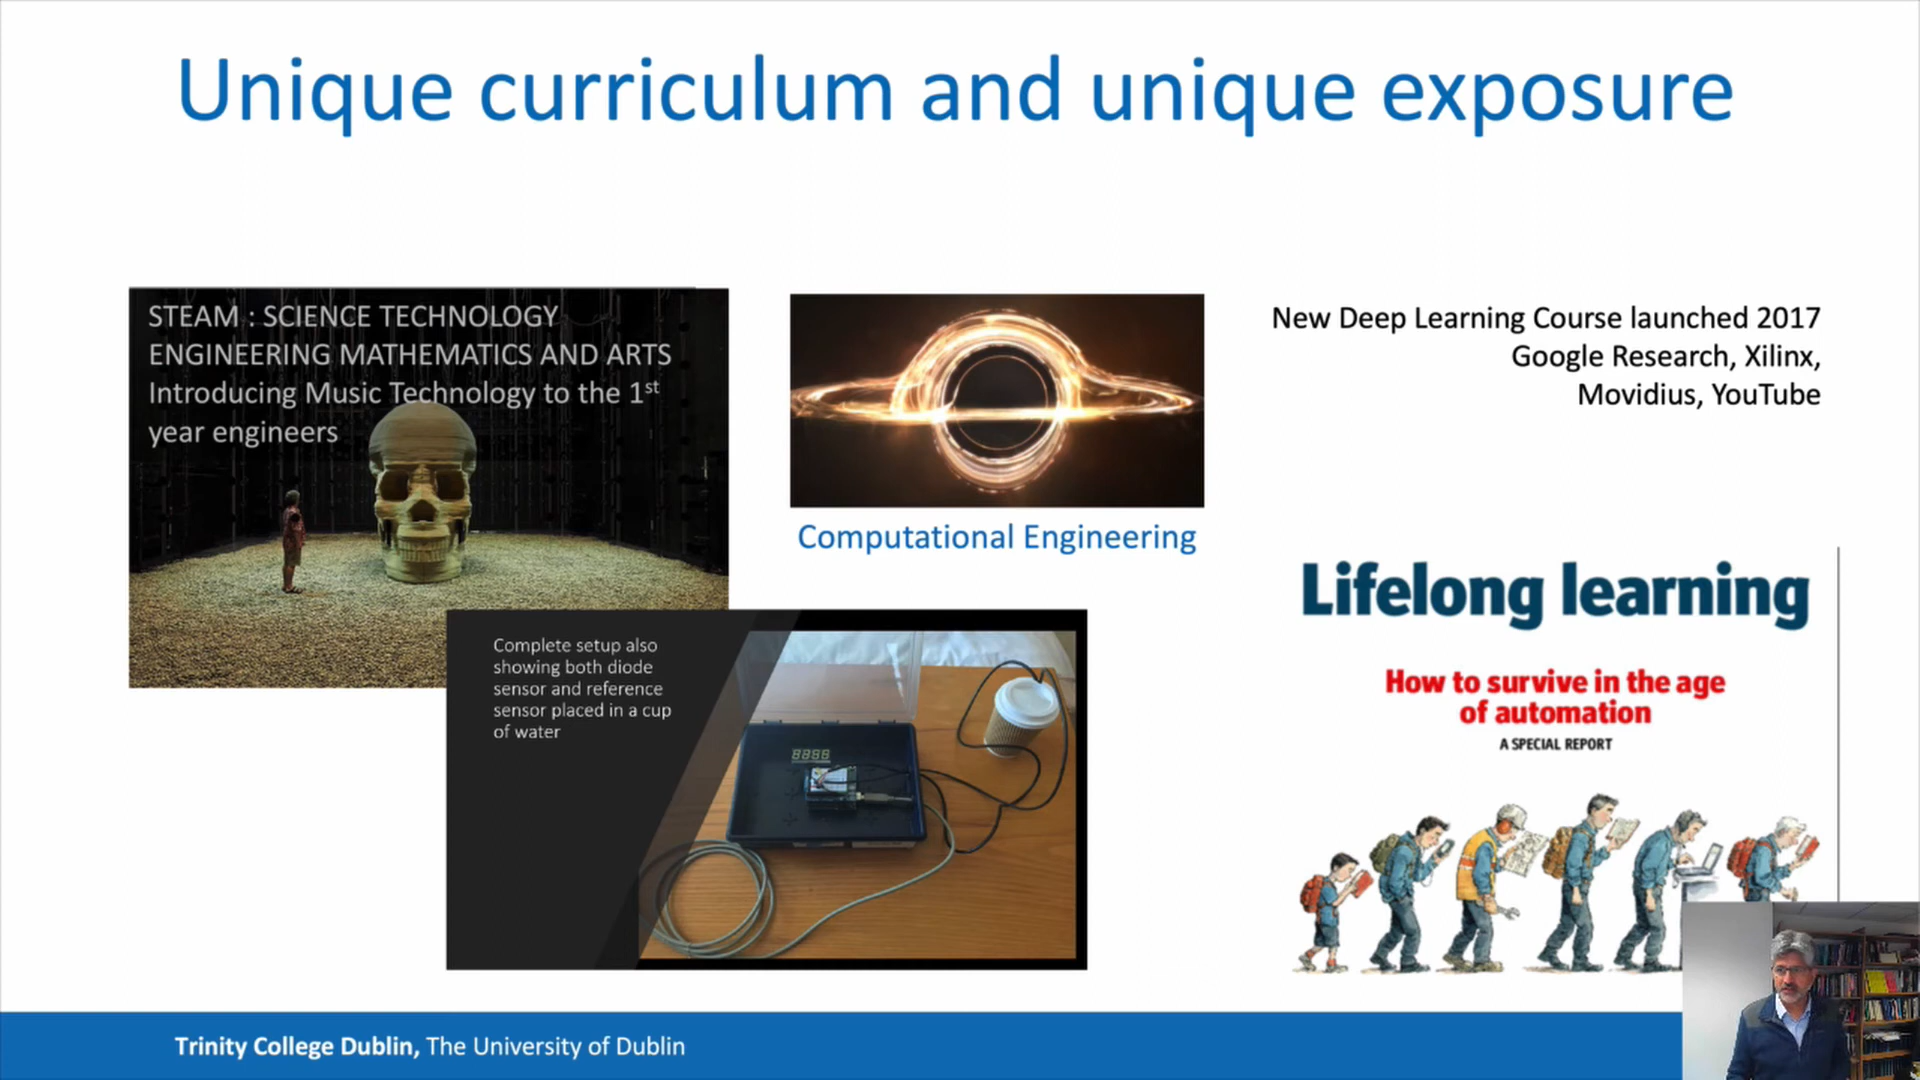 Unique curriculum and unique exposure
STEAM : SCIENCE TECHNOLOGY
ENGINEERING MATHEMATICS AND ARTS
Introducing Music Technology to the 1st
year engineers
Computational Engineering
New Deep Learning Course launched 2017
Google Research, Xilinx,
Movidius, YouTube
Complete setup also
showing both diode
sensor and reference
sensor placed in a cup
of water
8888
Lifelong learning
How to survive in the age
of automation
A SPECIAL REPORT
Trinity College Dublin, The University of Dublin